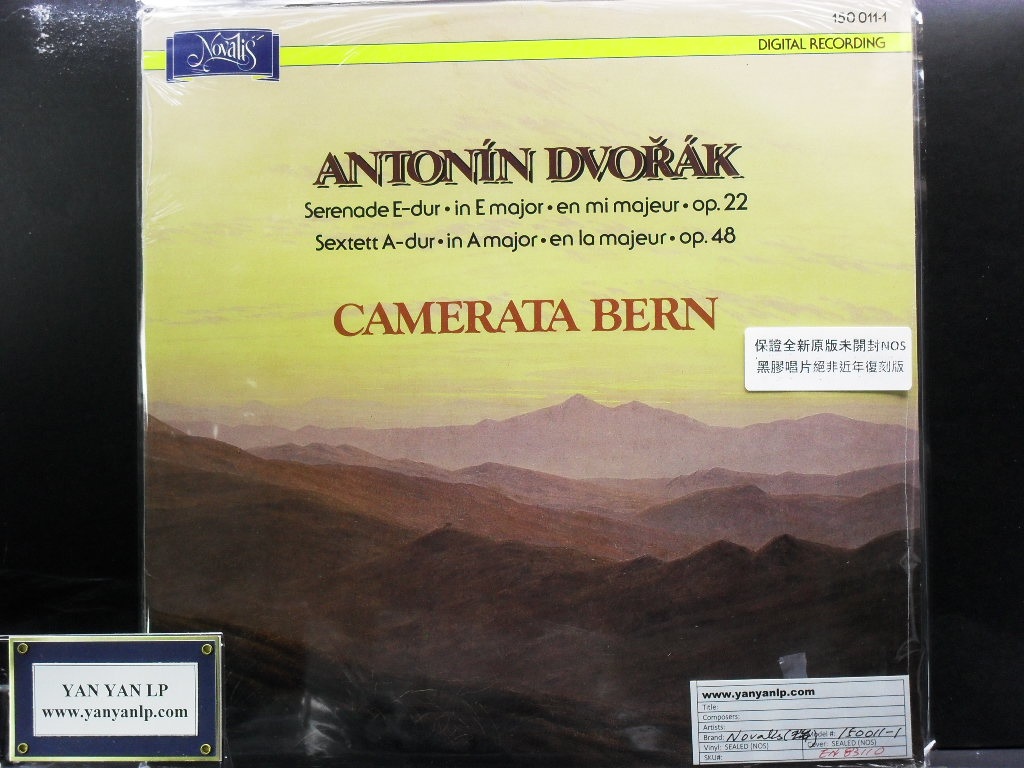 150 011-1
Novalis
DIGITAL RECORDING
ANTONÍN DVOŘÁK
Serenade E-dur • in E major • en mi majeur • op. 22
Sextett A-dur • in A major • en la majeur • op. 48
CAMERATA BERN
保證全新原版未開封NOS
黑膠唱片絕非近年復刻版
YAN YAN LP
www.yanyanlp.com
www.yanyanlp.com
Title:
Composers:
Artists:
Brand: Novalis Model #: 150011-1
Vinyl: SEALED (NOS) Cover: SEALED (NOS)
SKU#: EN 83110